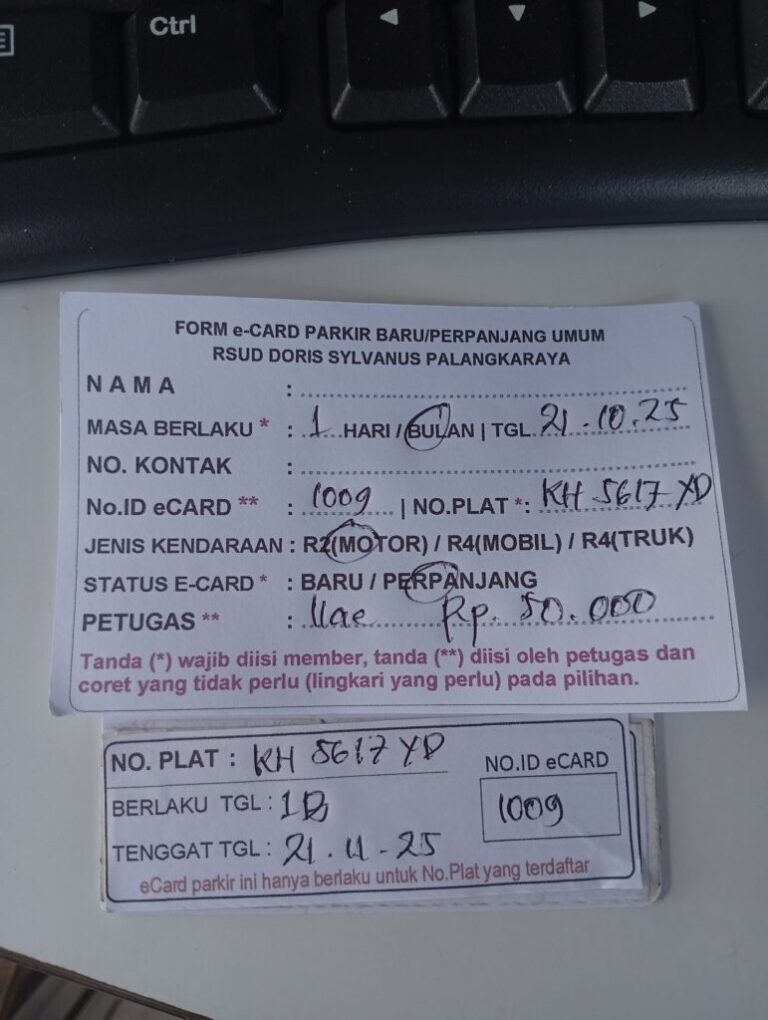 Ctrl
FORM e-CARD PARKIR BARU/PERPANJANG UMUM
RSUD DORIS SYLVANUS PALANGKARAYA
NAMA :
MASA BERLAKU * : 1 HARI / BULAN | TGL 21.10.25
NO. KONTAK :
No.ID eCARD ** : 1009 | NO.PLAT *: KH 5617 YD
JENIS KENDARAAN : R2(MOTOR) / R4(MOBIL) / R4(TRUK)
STATUS E-CARD * : BARU / PERPANJANG
PETUGAS ** : Rp. 50.000
Tanda (*) wajib diisi member, tanda (**) diisi oleh petugas dan
coret yang tidak perlu (lingkari yang perlu) pada pilihan.
NO. PLAT : KH 5617 YD
NO.ID eCARD
1009
BERLAKU TGL : 1B
TENGGAT TGL : 21.11-25
eCard parkir ini hanya berlaku untuk No.Plat yang terdaftar